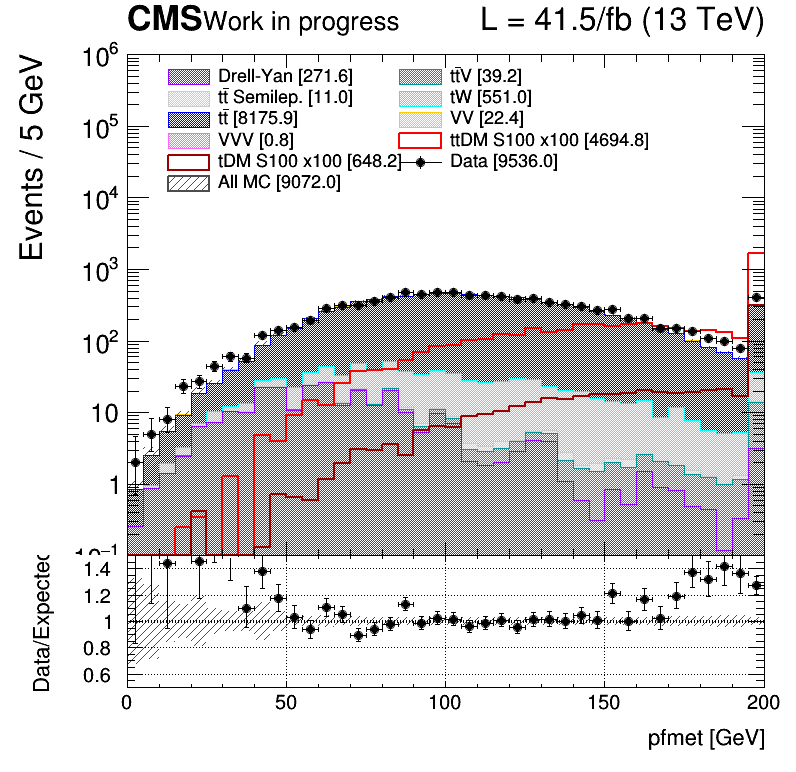 CMS Work in progress L = 41.5/fb (13 TeV)
Events / 5 GeV
10⁶
10⁵
10⁴
10³
10²
10
1
10⁻¹
Drell-Yan [271.6]
tt̄V [39.2]
tt̄ Semilep. [11.0]
tW [551.0]
tt̄ [8175.9]
VV [22.4]
VVV [0.8]
ttDM S100 x100 [4694.8]
tDM S100 x100 [648.2]
Data [9536.0]
All MC [9072.0]
Data/Expected
1.4
1.2
1
0.8
0.6
0 50 100 150 200
pfmet [GeV]